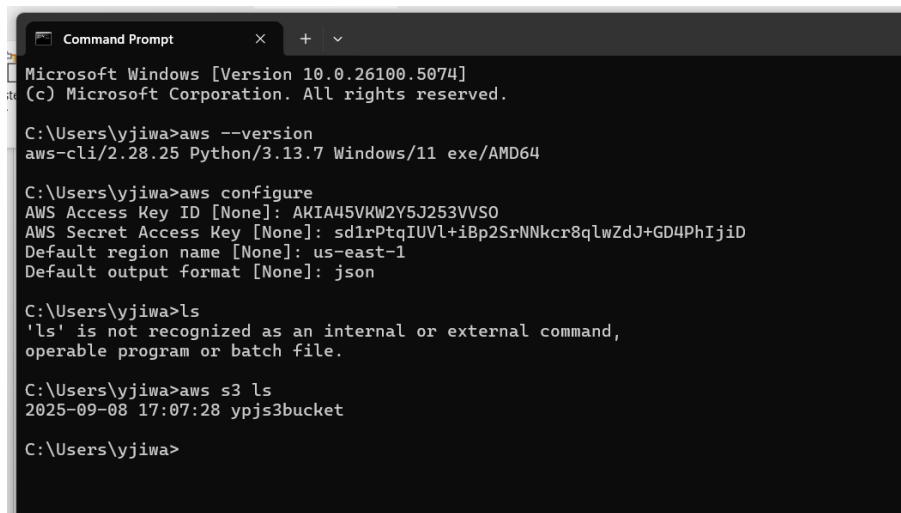 Command Prompt
Microsoft Windows [Version 10.0.26100.5074]
(c) Microsoft Corporation. All rights reserved.
C:\Users\yjiwa>aws --version
aws-cli/2.28.25 Python/3.13.7 Windows/11 exe/AMD64
C:\Users\yjiwa>aws configure
AWS Access Key ID [None]: AKIA45VKW2Y5J253VVSO
AWS Secret Access Key [None]: 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
Default region name [None]: us-east-1
Default output format [None]: json
C:\Users\yjiwa>ls
'ls' is not recognized as an internal or external command,
operable program or batch file.
C:\Users\yjiwa>aws s3 ls
2025-09-08 17:07:28 ypjs3bucket
C:\Users\yjiwa>